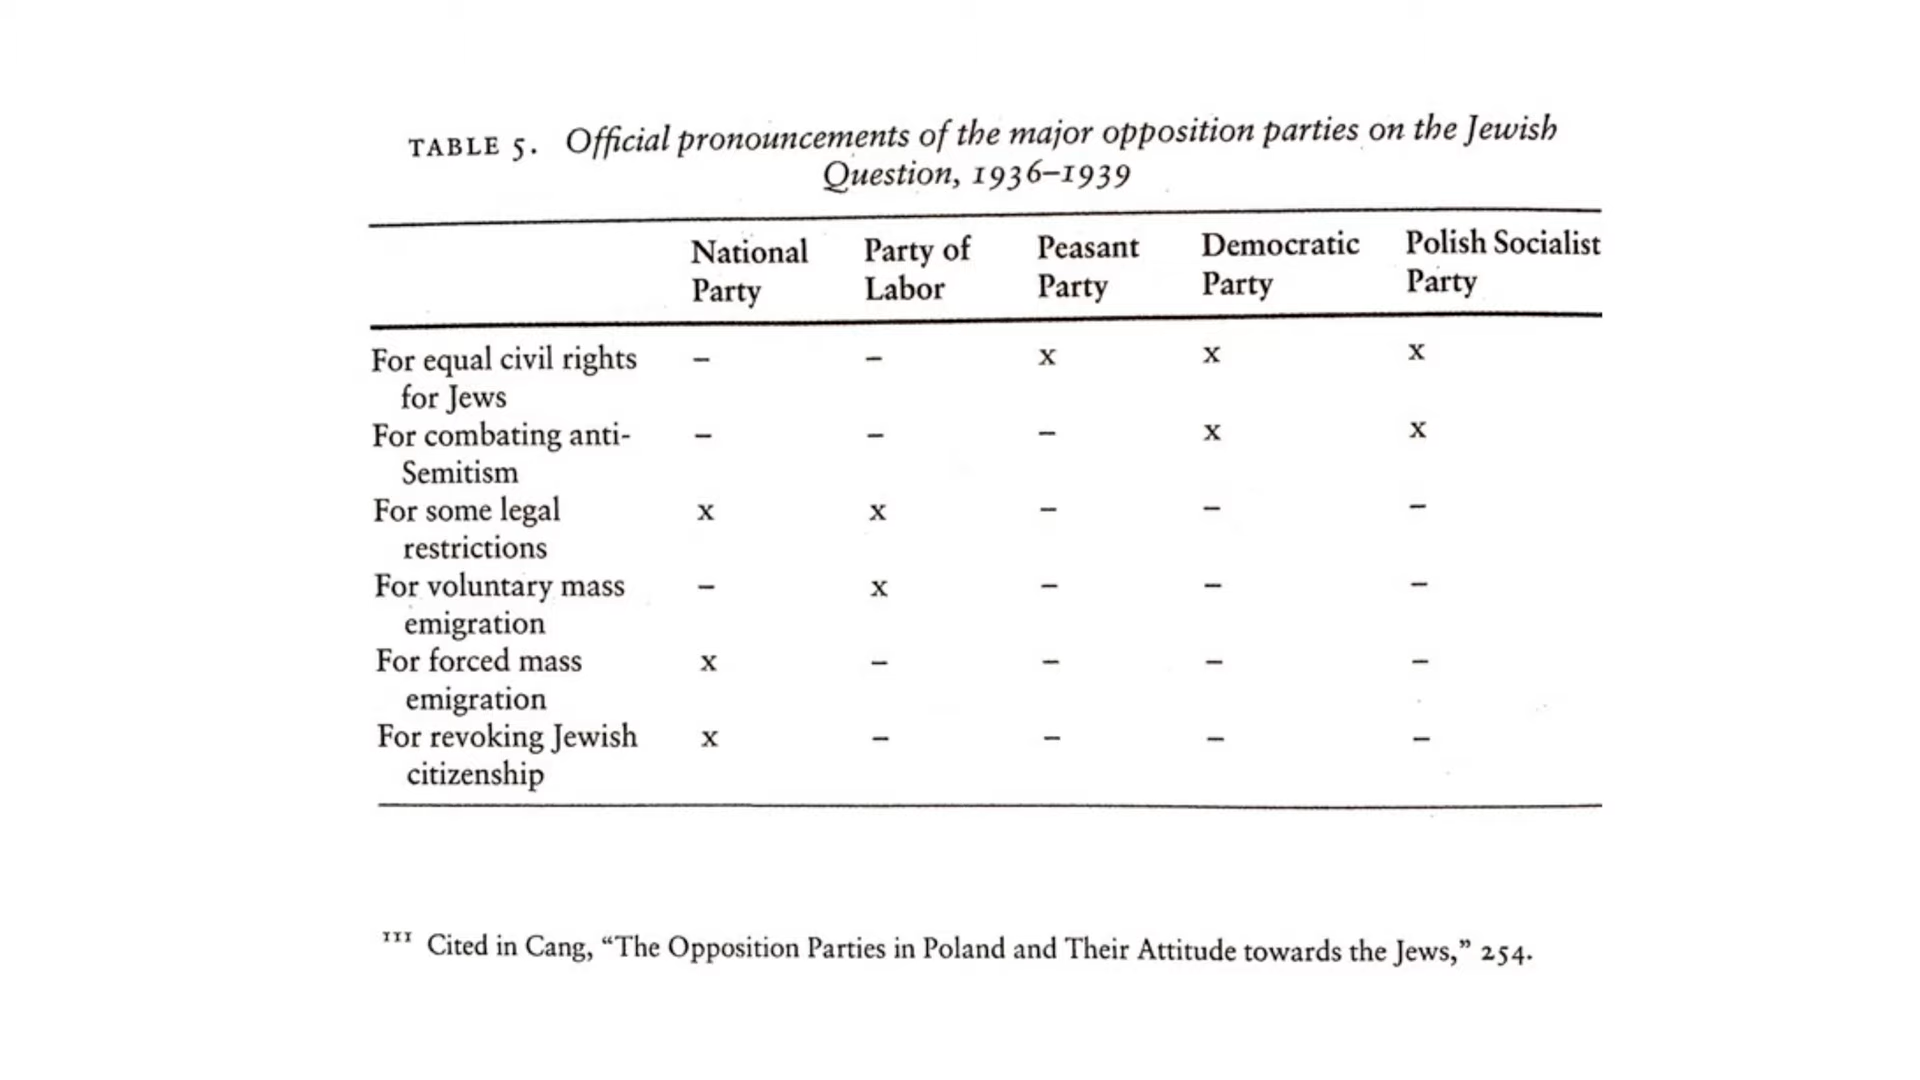 TABLE 5. Official pronouncements of the major opposition parties on the Jewish
Question, 1936–1939
National Party of Peasant Democratic Polish Socialist
Party Labor Party Party Party
For equal civil rights – – x x x
for Jews
For combating anti- – – – x x
Semitism
For some legal x x – – –
restrictions
For voluntary mass – x – – –
emigration
For forced mass x – – – –
emigration
For revoking Jewish x – – – –
citizenship
111 Cited in Cang, “The Opposition Parties in Poland and Their Attitude towards the Jews,” 254.